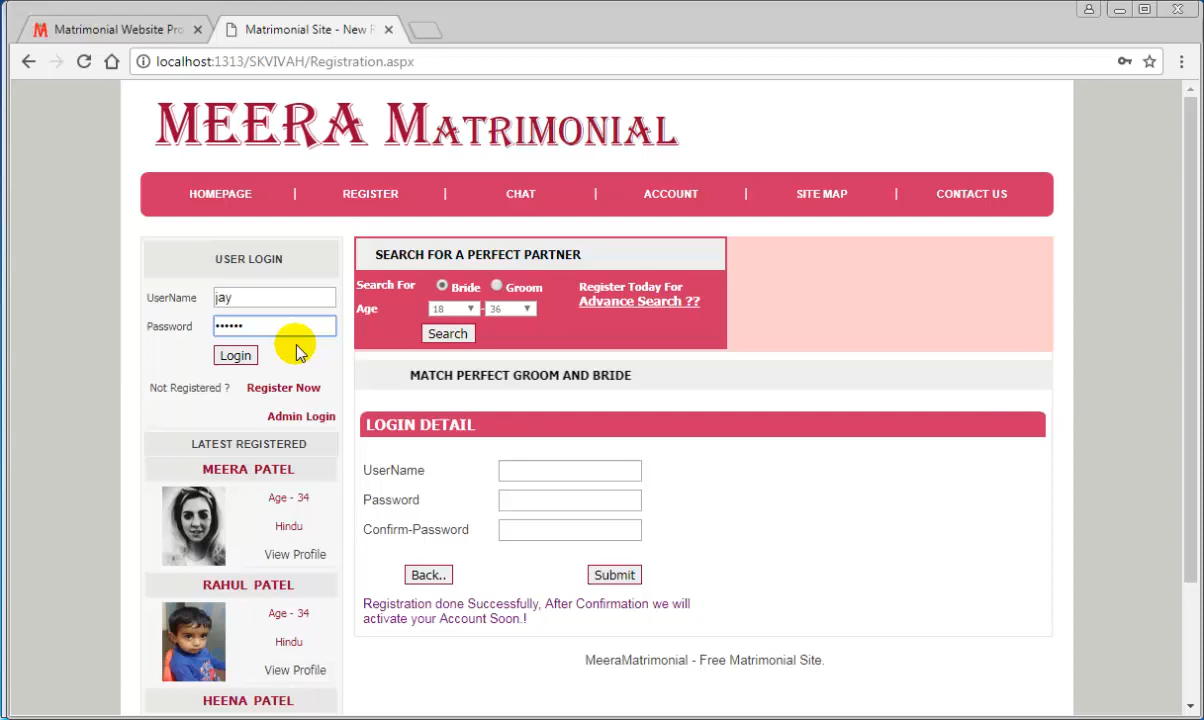 Matrimonial Website Pro
Matrimonial Site - New R
localhost:1313/SKVIVAH/Registration.aspx
MEERA MATRIMONIAL
HOMEPAGE | REGISTER | CHAT | ACCOUNT | SITE MAP | CONTACT US
USER LOGIN
UserName jay
Password ••••••
Login
Not Registered ? Register Now
Admin Login
LATEST REGISTERED
MEERA PATEL
Age - 34
Hindu
View Profile
RAHUL PATEL
Age - 34
Hindu
View Profile
HEENA PATEL
SEARCH FOR A PERFECT PARTNER
Search For Bride Groom
Age 18 - 36
Search
Register Today For
Advance Search ??
MATCH PERFECT GROOM AND BRIDE
LOGIN DETAIL
UserName
Password
Confirm-Password
Back.. Submit
Registration done Successfully, After Confirmation we will
activate your Account Soon.!
MeeraMatrimonial - Free Matrimonial Site.